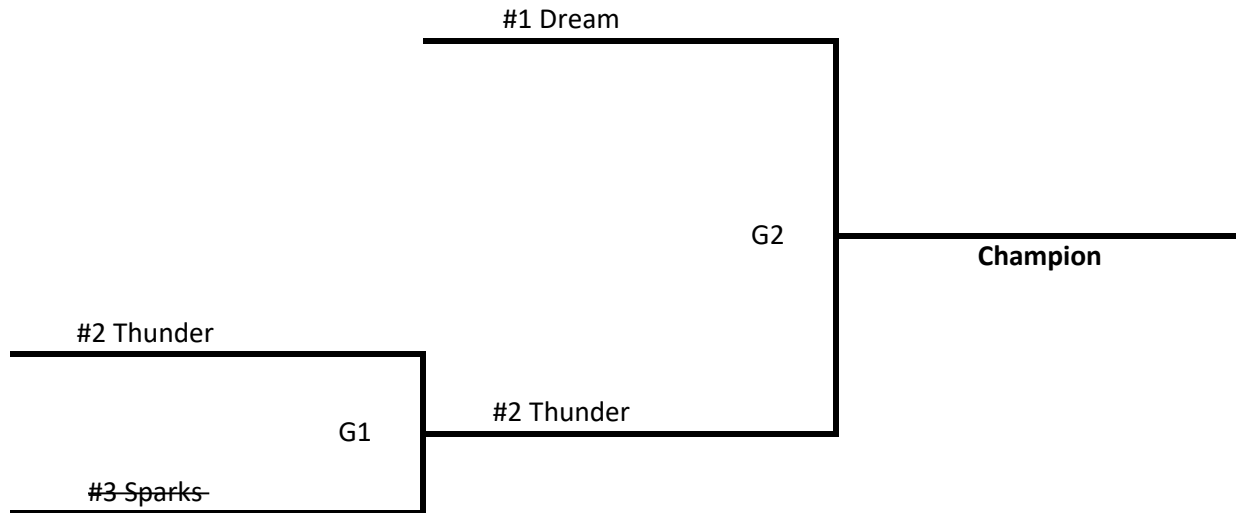 #1 Dream
G2
Champion
#2 Thunder
#2 Thunder
G1
#3 Sparks